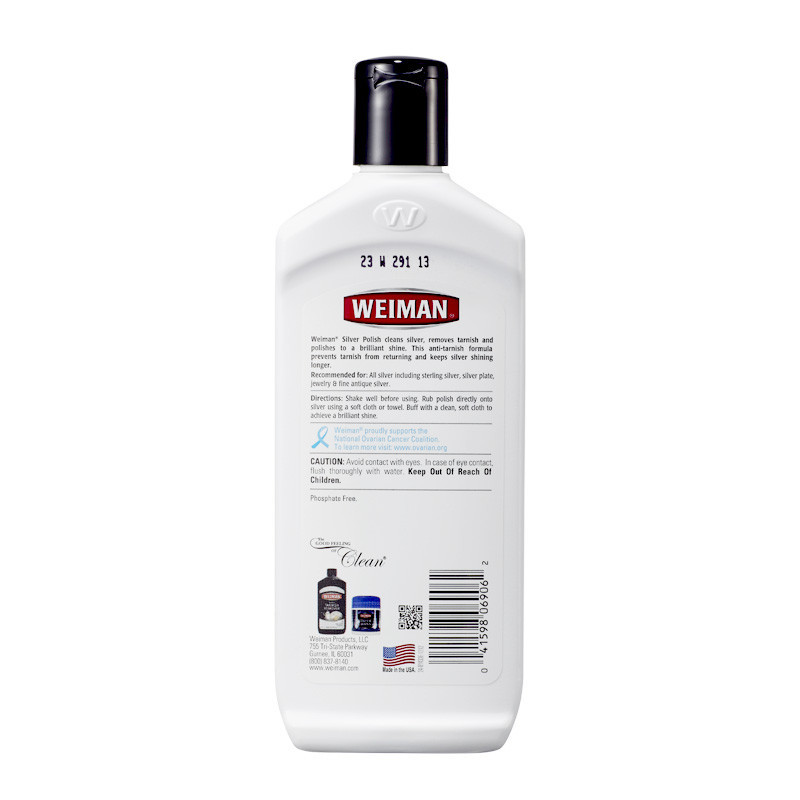 W
23 W 291 13
WEIMAN®
Weiman® Silver Polish cleans silver, removes tarnish and
polishes to a brilliant shine. This anti-tarnish formula
prevents tarnish from returning and keeps silver shining
longer.
Recommended for: All silver including sterling silver, silver plate,
jewelry & fine antique silver.
Directions: Shake well before using. Rub polish directly onto
silver using a soft cloth or towel. Buff with a clean, soft cloth to
achieve a brilliant shine.
Weiman® proudly supports the
National Ovarian Cancer Coalition.
To learn more visit: www.ovarian.org
CAUTION: Avoid contact with eyes. In case of eye contact,
flush thoroughly with water. Keep Out Of Reach Of
Children.
Phosphate Free.
The
GOOD FEELING
of
Clean®
WEIMAN
Weiman Products, LLC
755 Tri-State Parkway
Gurnee, IL 60031
(800) 837-8140
www.weiman.com
Made in the USA.
0 41598 06906 2